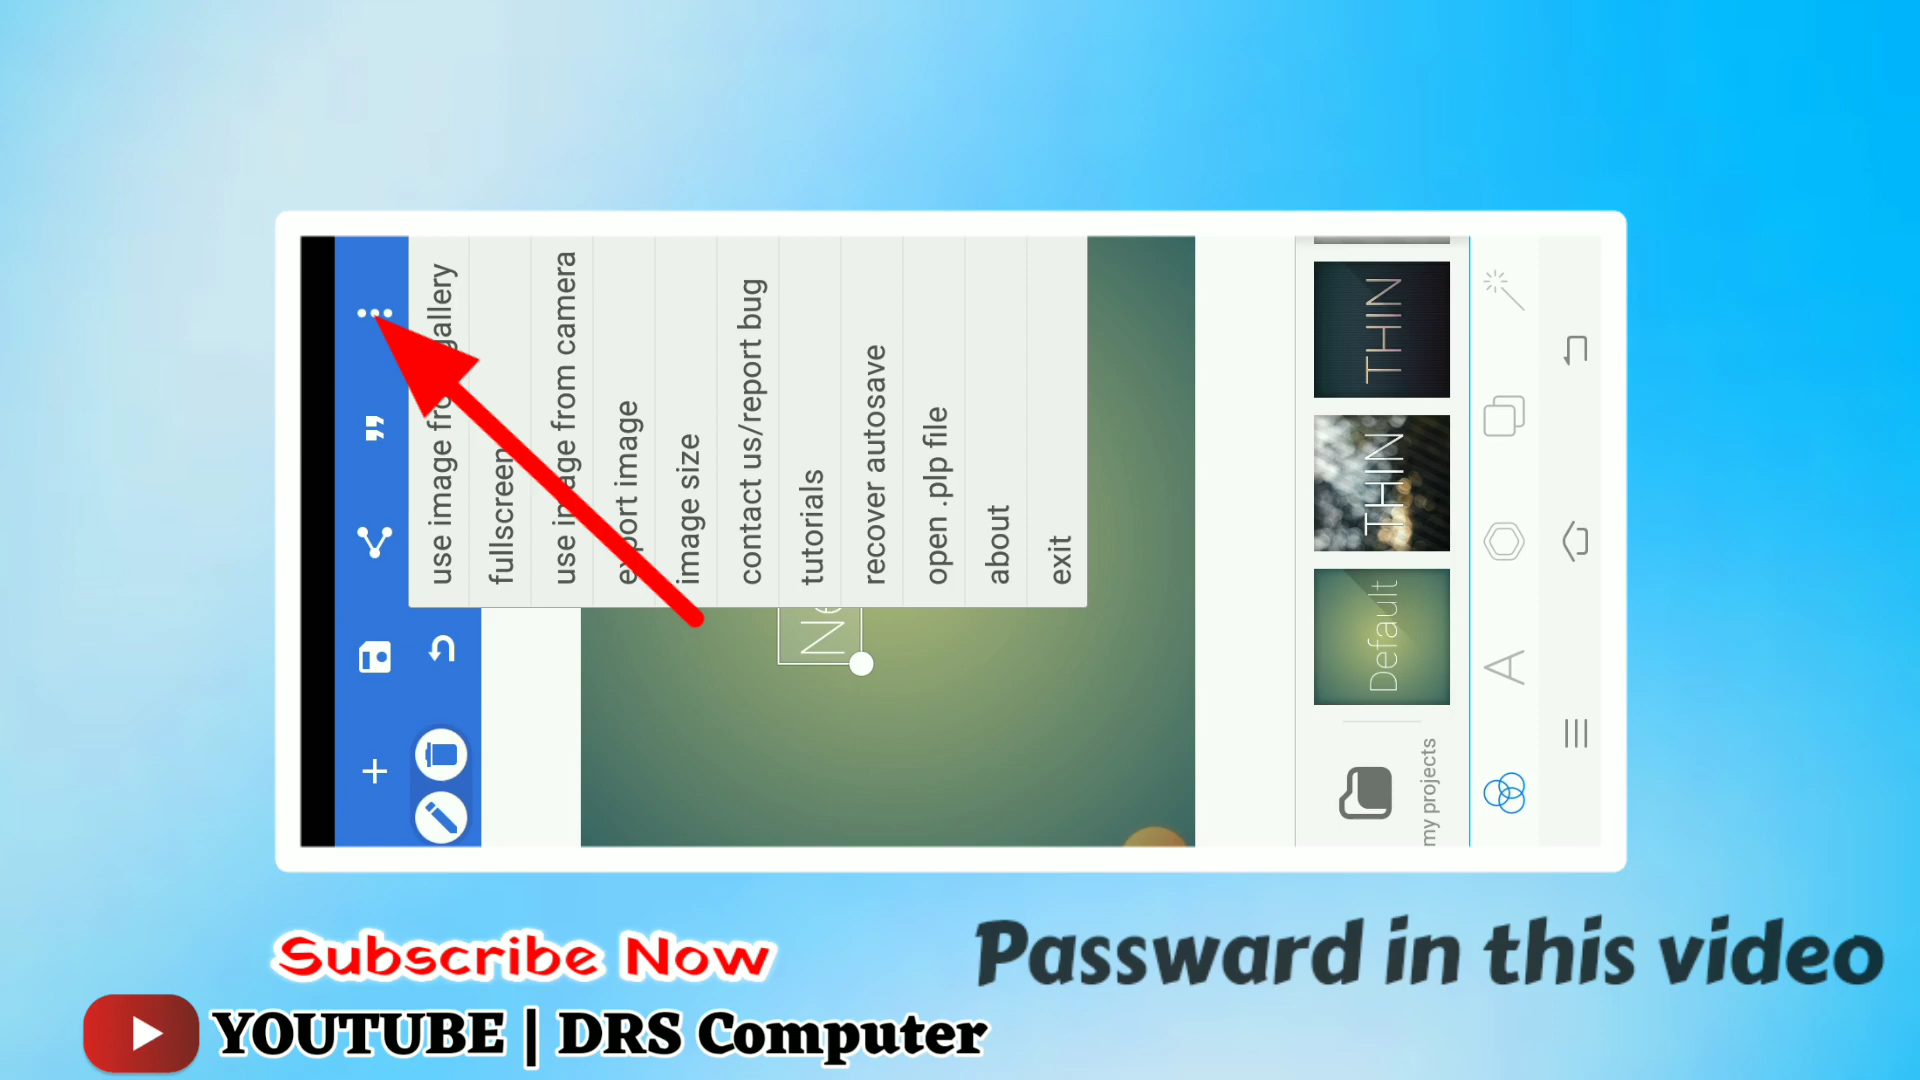 use image from gallery
fullscreen
use image from camera
export image
image size
contact us/report bug
tutorials
recover autosave
open .plp file
about
exit
Ne
THIN
THIN
Default
my projects
Subscribe Now
Passward in this video
YOUTUBE | DRS Computer